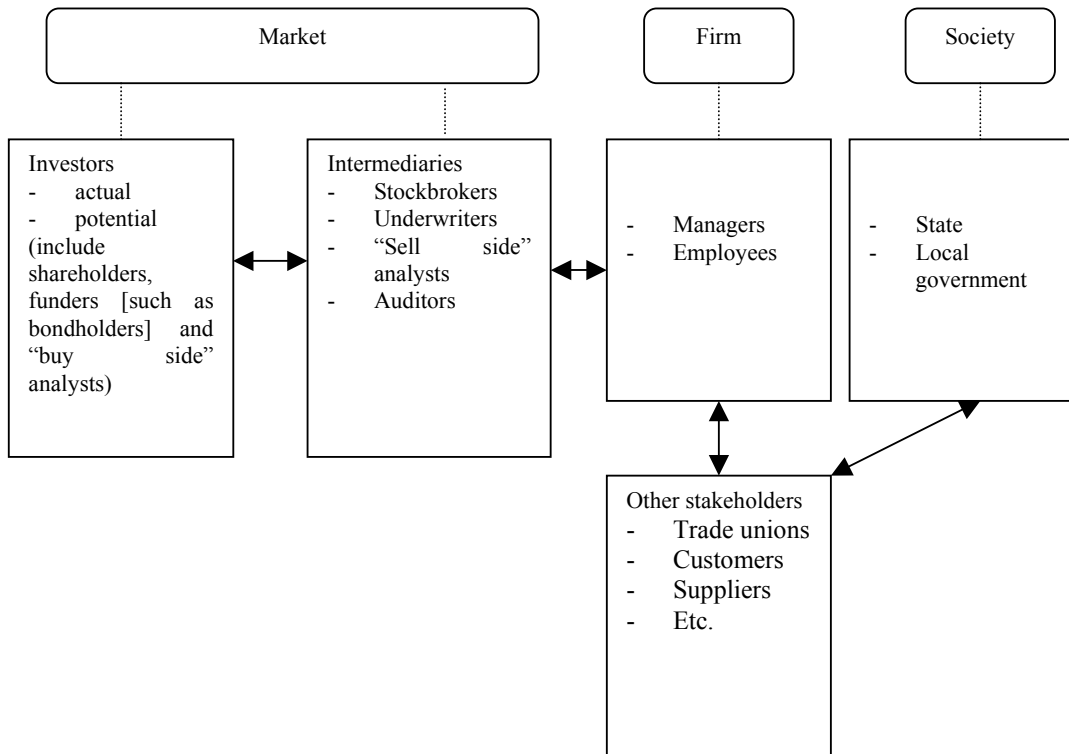 Market
Firm
Society
Investors
- actual
- potential
(include
shareholders,
funders [such as
bondholders] and
“buy side”
analysts)
Intermediaries
- Stockbrokers
- Underwriters
- “Sell side”
analysts
- Auditors
- Managers
- Employees
- State
- Local
government
Other stakeholders
- Trade unions
- Customers
- Suppliers
- Etc.